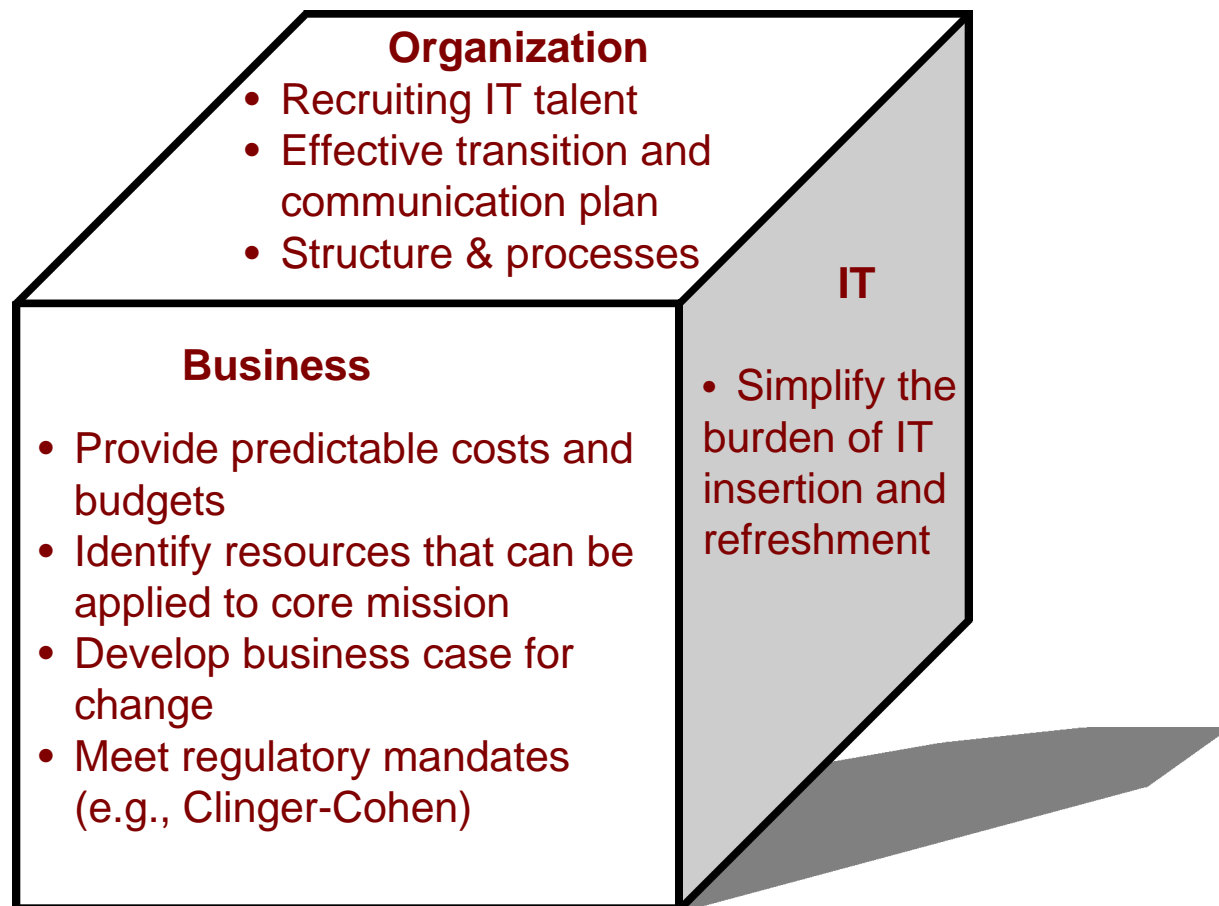 Organization
• Recruiting IT talent
• Effective transition and
communication plan
• Structure & processes
IT
• Simplify the
burden of IT
insertion and
refreshment
Business
• Provide predictable costs and
budgets
• Identify resources that can be
applied to core mission
• Develop business case for
change
• Meet regulatory mandates
(e.g., Clinger-Cohen)